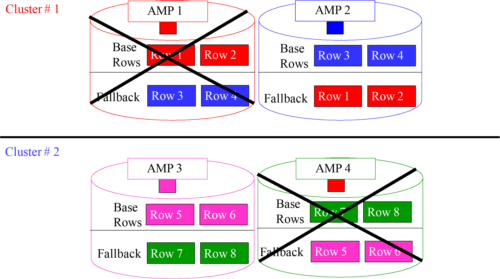 Cluster # 1
AMP 1
AMP 2
Base
Rows
Row 1
Row 2
Base
Rows
Row 3
Row 4
Fallback
Row 3
Row 4
Fallback
Row 1
Row 2
Cluster # 2
AMP 3
AMP 4
Base
Rows
Row 5
Row 6
Base
Rows
Row 7
Row 8
Fallback
Row 7
Row 8
Fallback
Row 5
Row 6